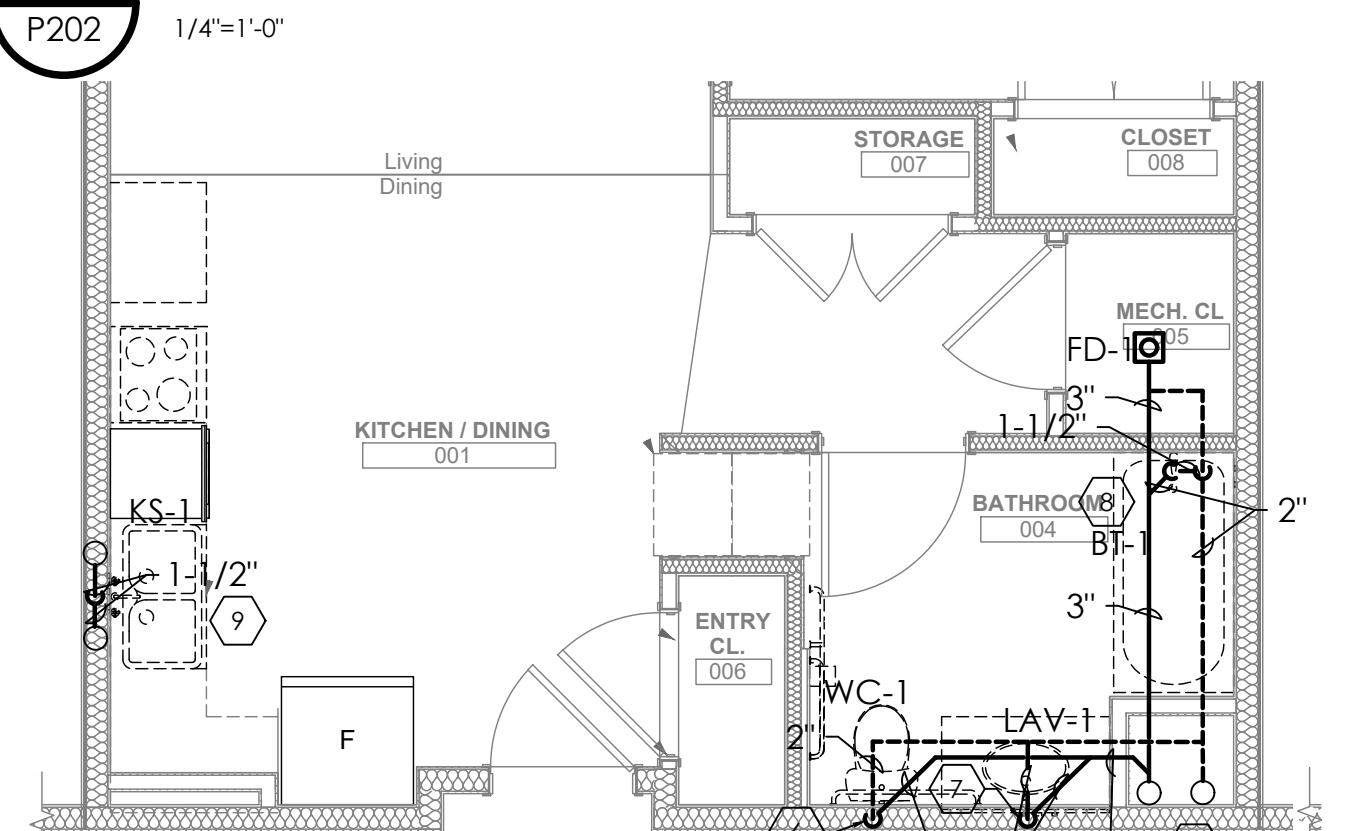 P202
1/4"=1'-0"
Living
Dining
STORAGE
007
CLOSET
008
MECH. CL
005
FD-1
3"
1-1/2"
KITCHEN / DINING
001
KS-1
1-1/2"
9
BATHROOM
004
8
2"
BT-1
3"
ENTRY
CL.
006
WC-1
LAV-1
2"
7
F